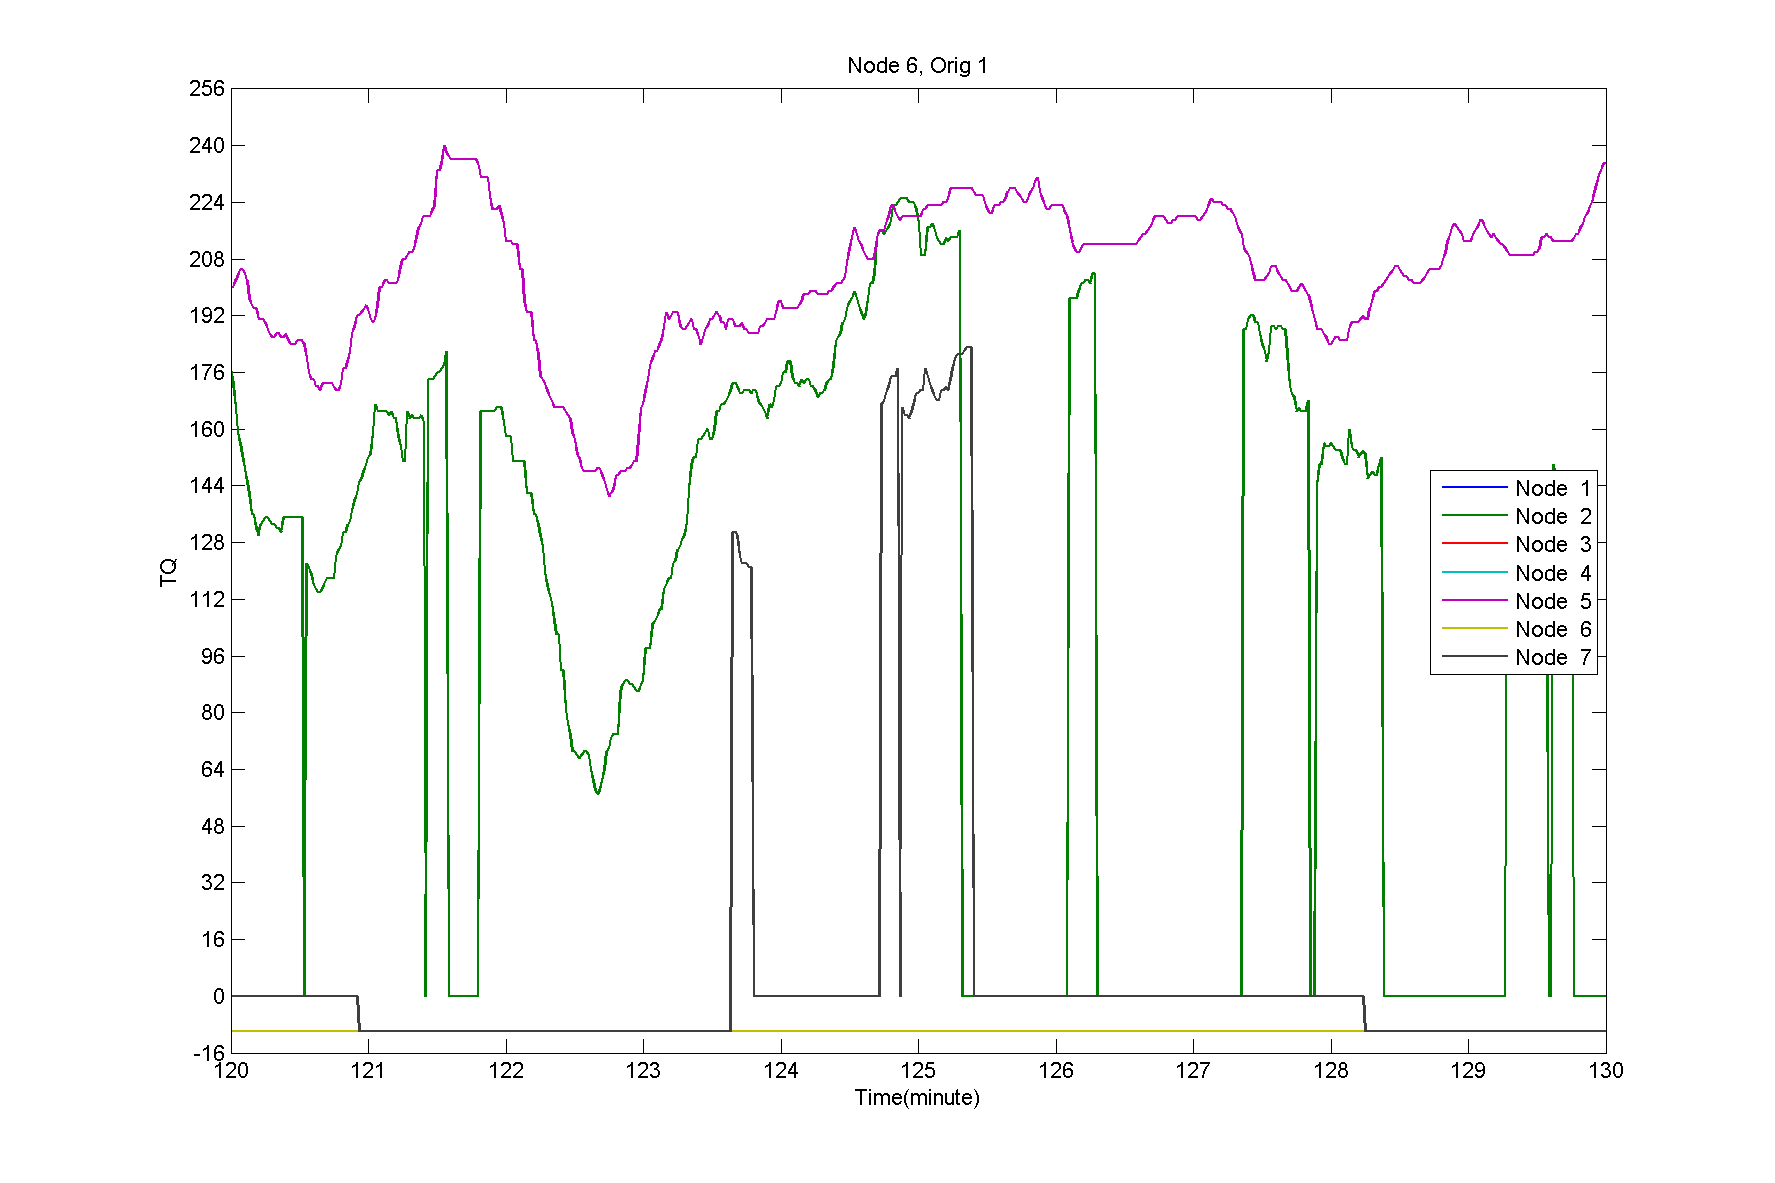 Node 6, Orig 1
256
240
224
208
192
176
160
144
128
112
96
80
64
48
32
16
0
-16
TQ
Node 1
Node 2
Node 3
Node 4
Node 5
Node 6
Node 7
120 121 122 123 124 125 126 127 128 129 130
Time(minute)